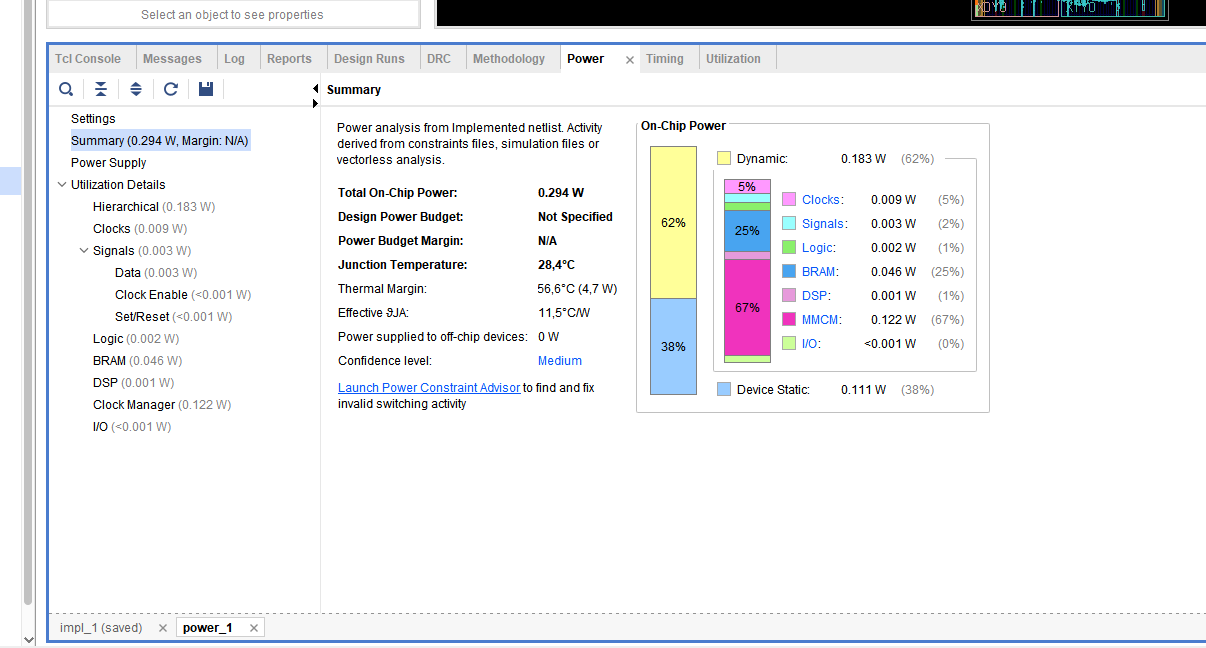 Select an object to see properties
X0Y0 X1Y0
Tcl Console Messages Log Reports Design Runs DRC Methodology Power Timing Utilization
Summary
Settings
Summary (0.294 W, Margin: N/A)
Power Supply
Utilization Details
Hierarchical (0.183 W)
Clocks (0.009 W)
Signals (0.003 W)
Data (0.003 W)
Clock Enable (<0.001 W)
Set/Reset (<0.001 W)
Logic (0.002 W)
BRAM (0.046 W)
DSP (0.001 W)
Clock Manager (0.122 W)
I/O (<0.001 W)
Power analysis from Implemented netlist. Activity
derived from constraints files, simulation files or
vectorless analysis.
Total On-Chip Power: 0.294 W
Design Power Budget: Not Specified
Power Budget Margin: N/A
Junction Temperature: 28,4°C
Thermal Margin: 56,6°C (4,7 W)
Effective ϑJA: 11,5°C/W
Power supplied to off-chip devices: 0 W
Confidence level: Medium
Launch Power Constraint Advisor to find and fix
invalid switching activity
On-Chip Power
62%
38%
Dynamic: 0.183 W (62%)
5%
25%
67%
Clocks: 0.009 W (5%)
Signals: 0.003 W (2%)
Logic: 0.002 W (1%)
BRAM: 0.046 W (25%)
DSP: 0.001 W (1%)
MMCM: 0.122 W (67%)
I/O: <0.001 W (0%)
Device Static: 0.111 W (38%)
impl_1 (saved) power_1